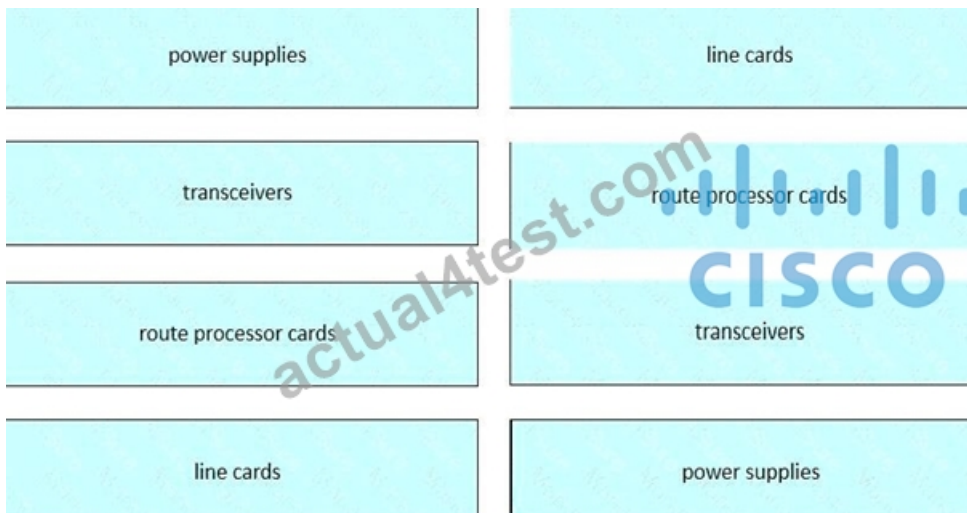 power supplies
line cards
transceivers
route processor cards
route processor cards
transceivers
line cards
power supplies
actual4test.com
CISCO